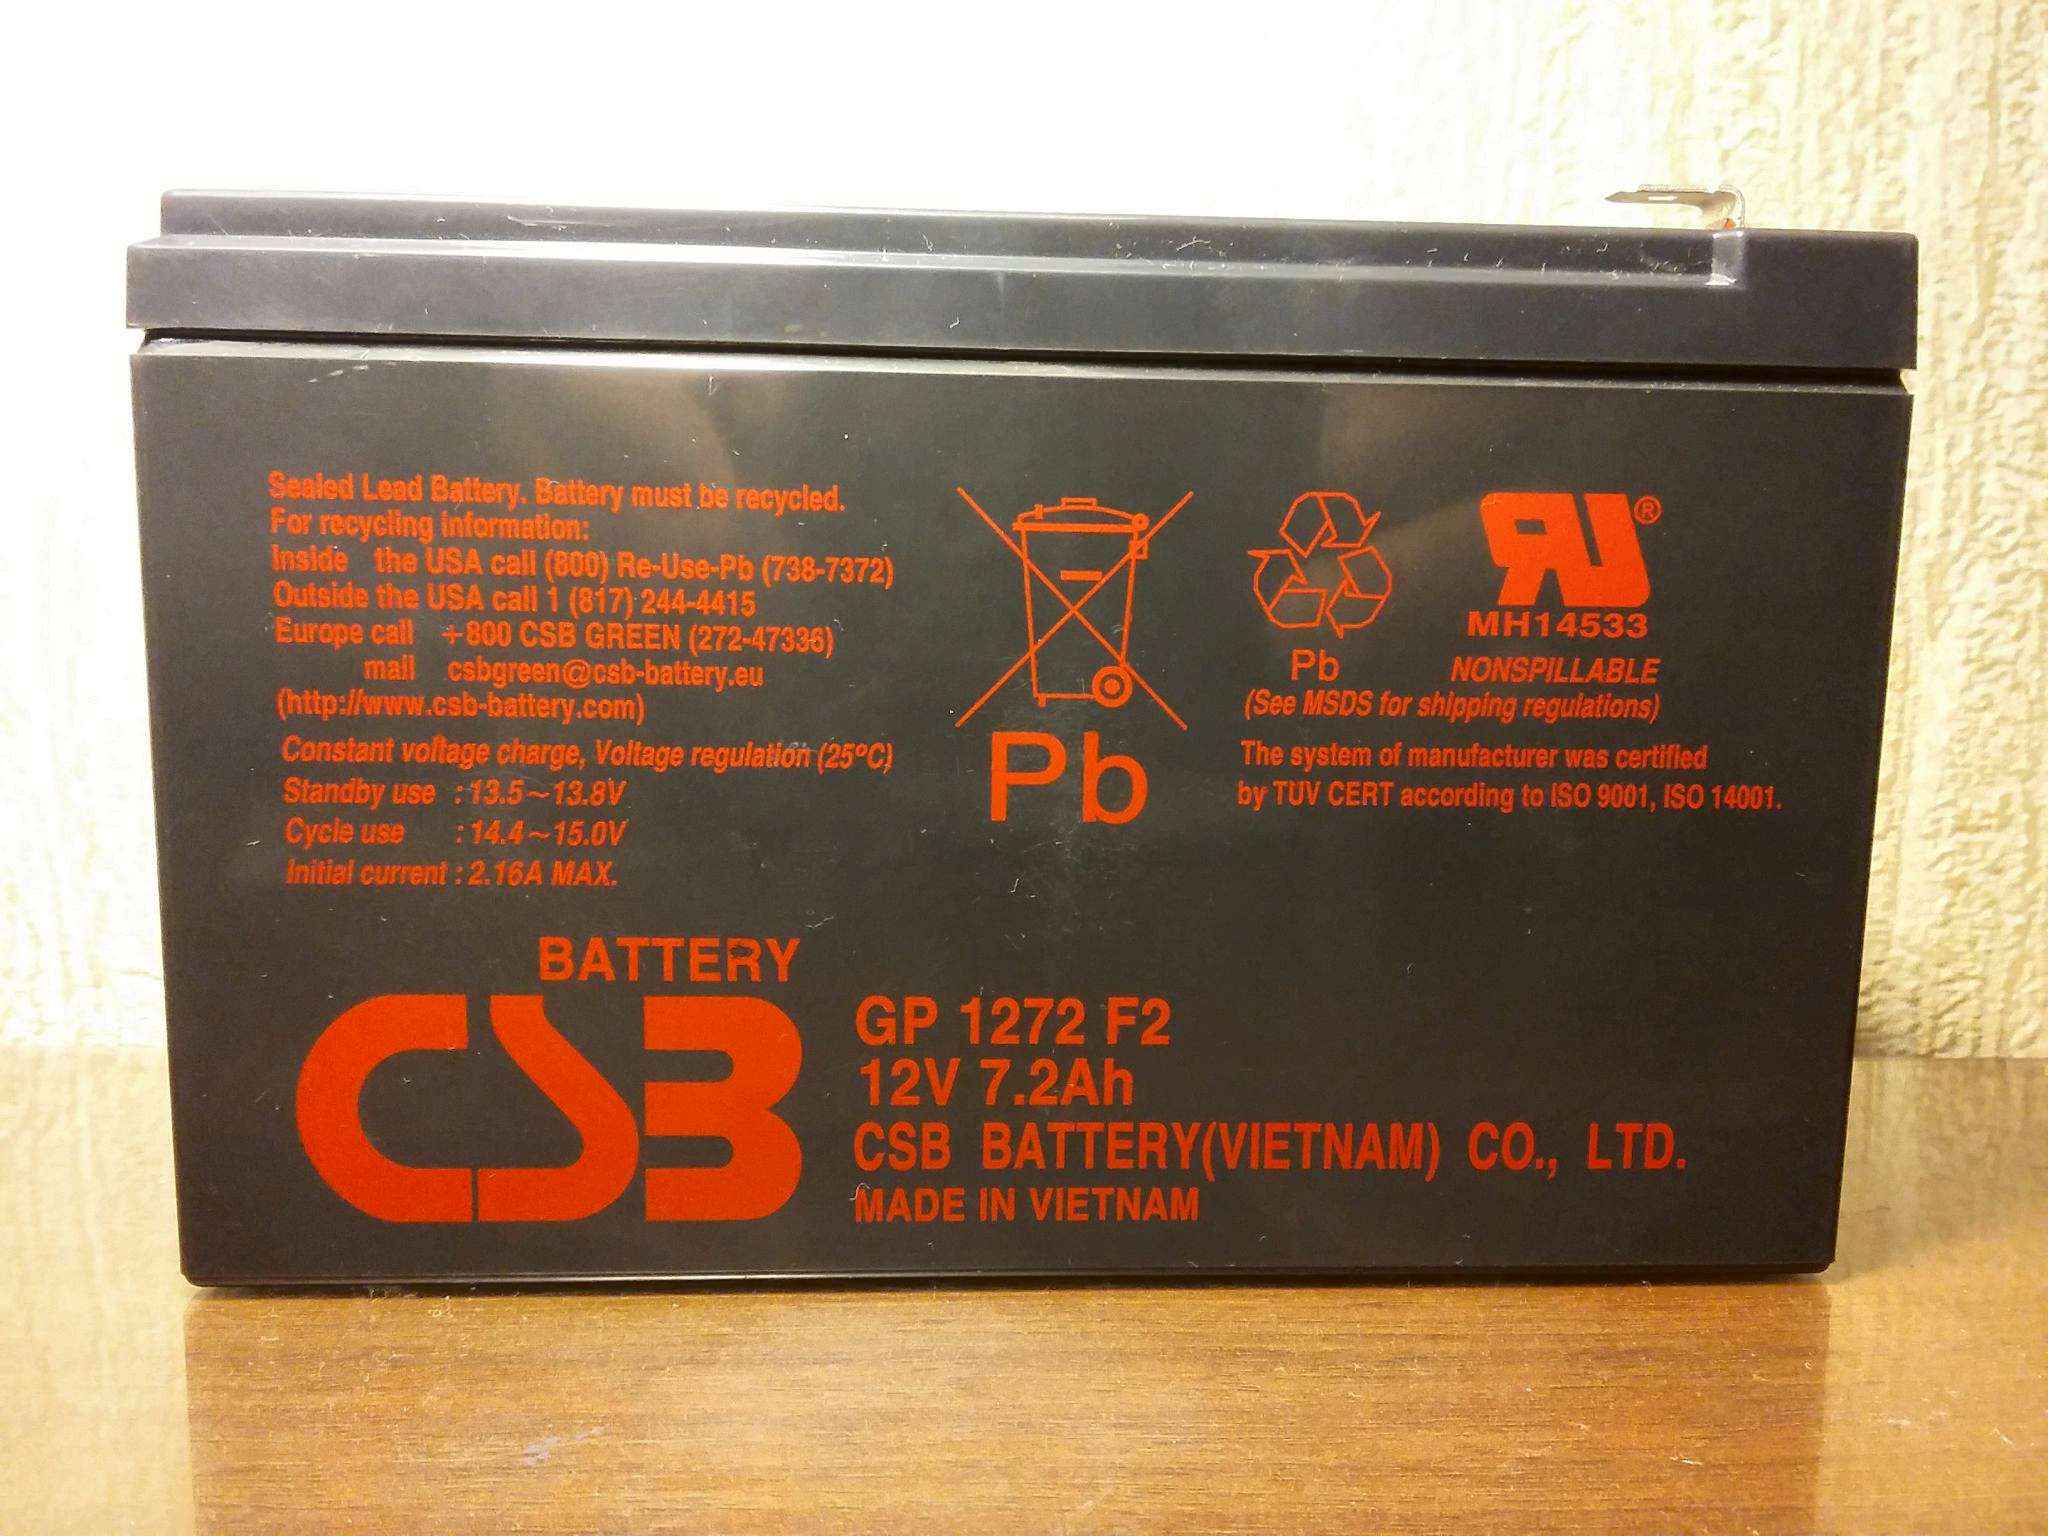 Sealed Lead Battery. Battery must be recycled.
For recycling information:
Inside the USA call (800) Re-Use-Pb (738-7372)
Outside the USA call 1 (817) 244-4415
Europe call +800 CSB GREEN (272-47336)
mail csbgreen@csb-battery.eu
(http://www.csb-battery.com)
Constant voltage charge, Voltage regulation (25ºC)
Standby use : 13.5~13.8V
Cycle use : 14.4~15.0V
Initial current : 2.16A MAX.
Pb
Pb
RU®
MH14533
NONSPILLABLE
(See MSDS for shipping regulations)
The system of manufacturer was certified
by TUV CERT according to ISO 9001, ISO 14001.
BATTERY
CSB
GP 1272 F2
12V 7.2Ah
CSB BATTERY(VIETNAM) CO., LTD.
MADE IN VIETNAM